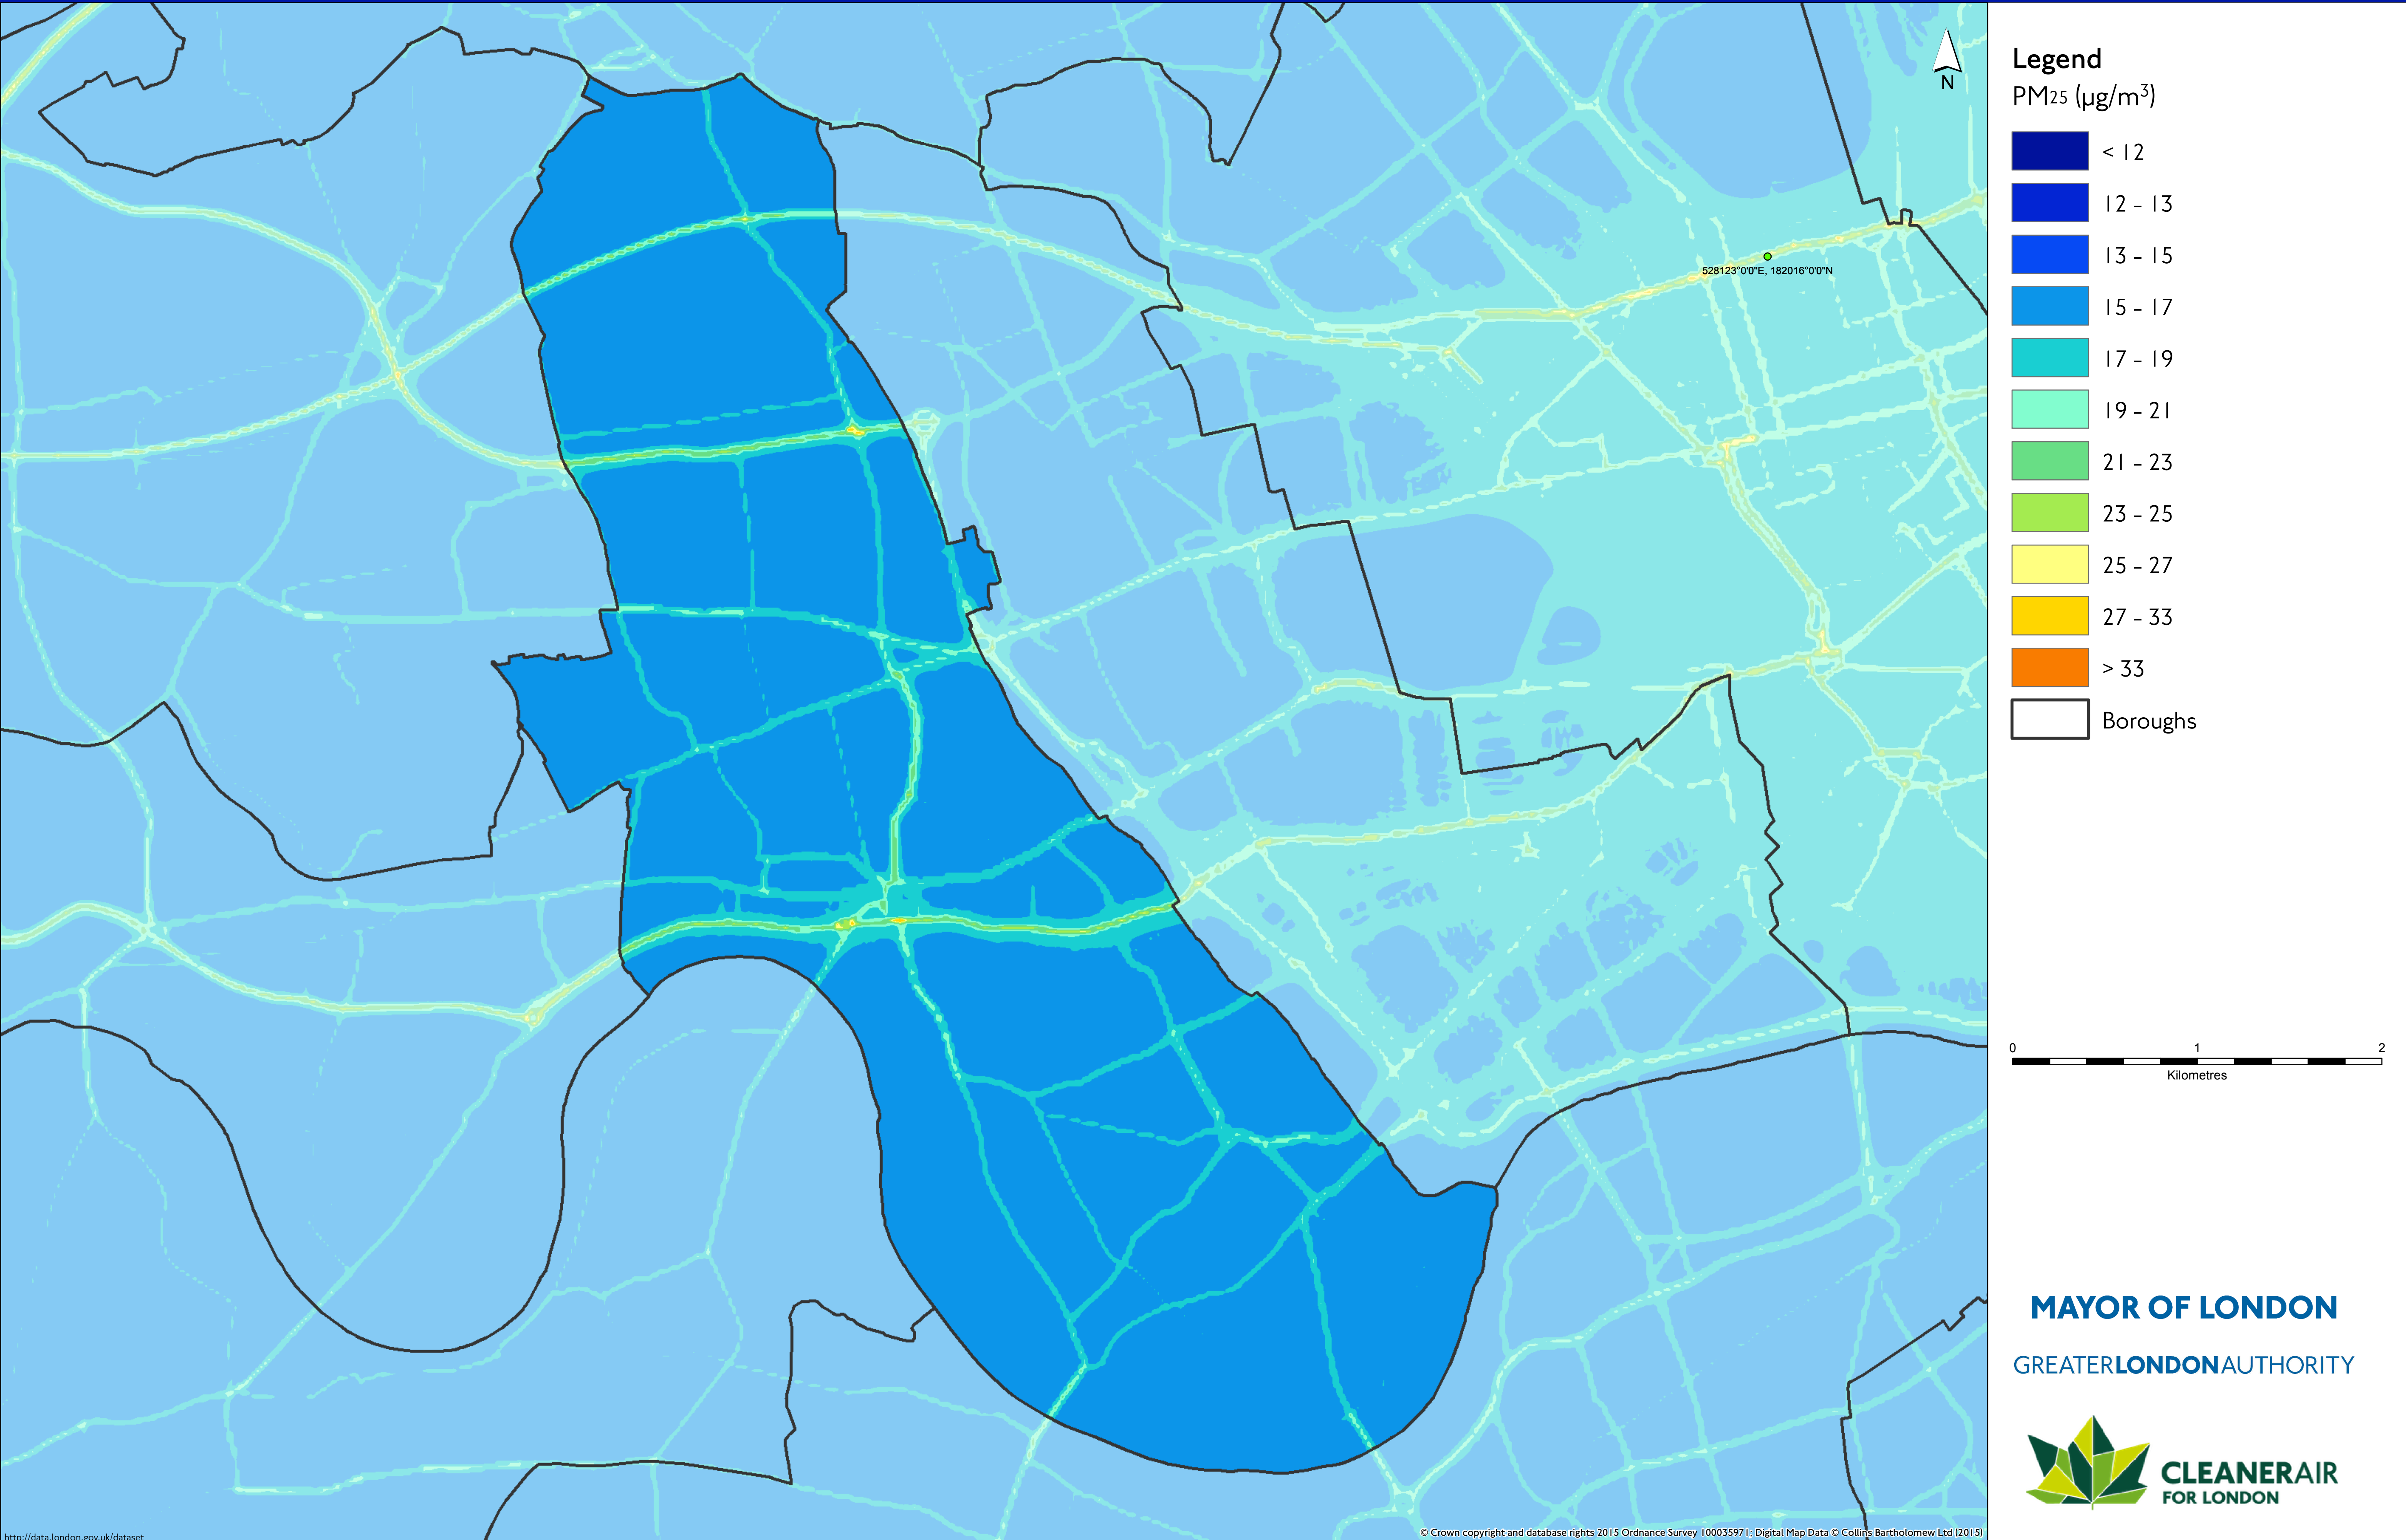 N
528123°0'0"E, 182016°0'0"N
Legend
PM25 (µg/m³)
< 12
12 - 13
13 - 15
15 - 17
17 - 19
19 - 21
21 - 23
23 - 25
25 - 27
27 - 33
> 33
Boroughs
0 1 2
Kilometres
MAYOR OF LONDON
GREATERLONDONAUTHORITY
CLEANERAIR
FOR LONDON
http://data.london.gov.uk/dataset
© Crown copyright and database rights 2015 Ordnance Survey 100035971; Digital Map Data © Collins Bartholomew Ltd (2015)